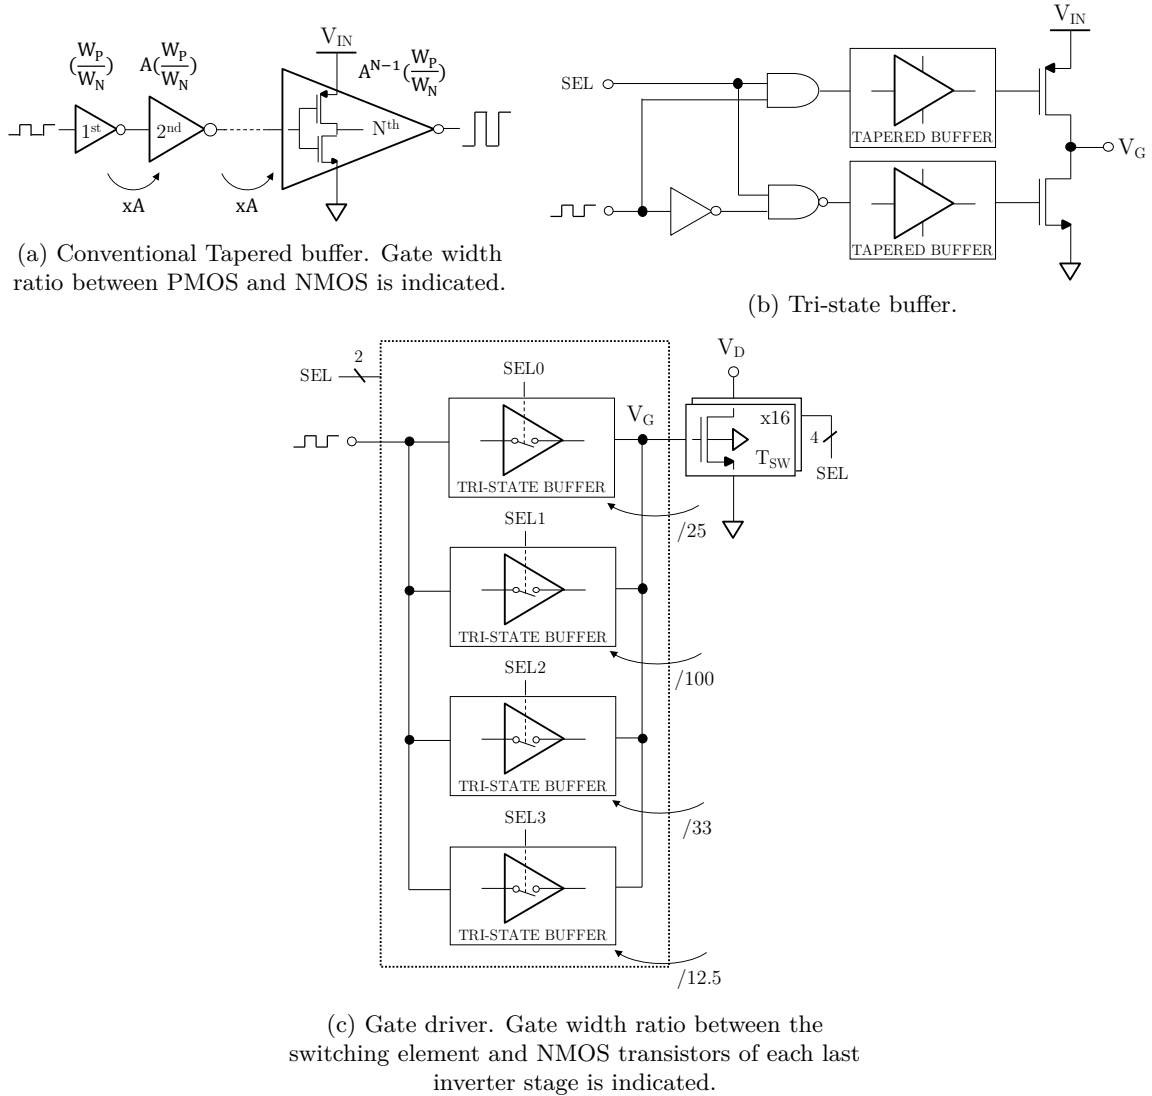 (W_P/W_N) A(W_P/W_N) V_IN A^{N−1}(W_P/W_N)
1st 2nd Nth
xA xA
(a) Conventional Tapered buffer. Gate width
ratio between PMOS and NMOS is indicated.
V_IN
SEL
TAPERED BUFFER
V_G
TAPERED BUFFER
(b) Tri-state buffer.
SEL 2
SEL0
TRI-STATE BUFFER
V_G
V_D
x16
T_SW
4
SEL
/25
SEL1
TRI-STATE BUFFER
/100
SEL2
TRI-STATE BUFFER
/33
SEL3
TRI-STATE BUFFER
/12.5
(c) Gate driver. Gate width ratio between the
switching element and NMOS transistors of each last
inverter stage is indicated.